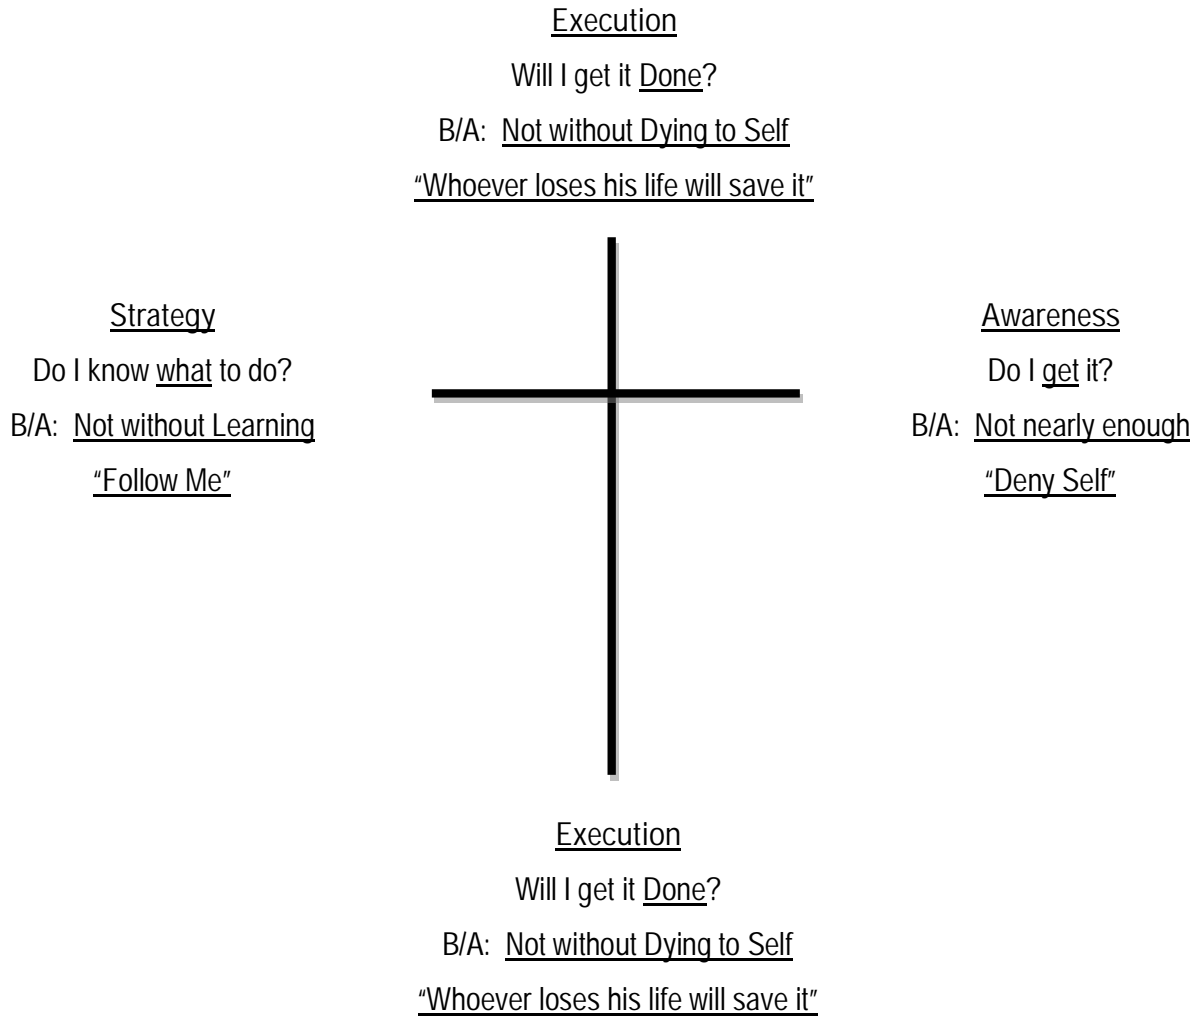 Execution
Will I get it Done?
B/A: Not without Dying to Self
“Whoever loses his life will save it”
Strategy
Do I know what to do?
B/A: Not without Learning
“Follow Me”
Awareness
Do I get it?
B/A: Not nearly enough
“Deny Self”
Execution
Will I get it Done?
B/A: Not without Dying to Self
“Whoever loses his life will save it”